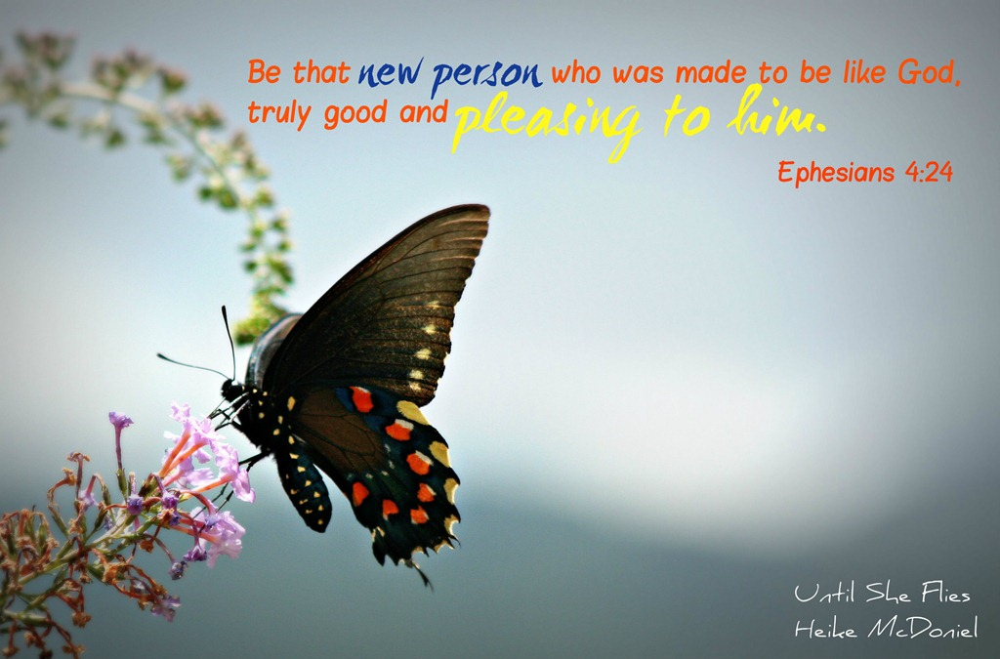 Be that new person who was made to be like God,
truly good and pleasing to him.
Ephesians 4:24
Until She Flies
Heike McDoniel